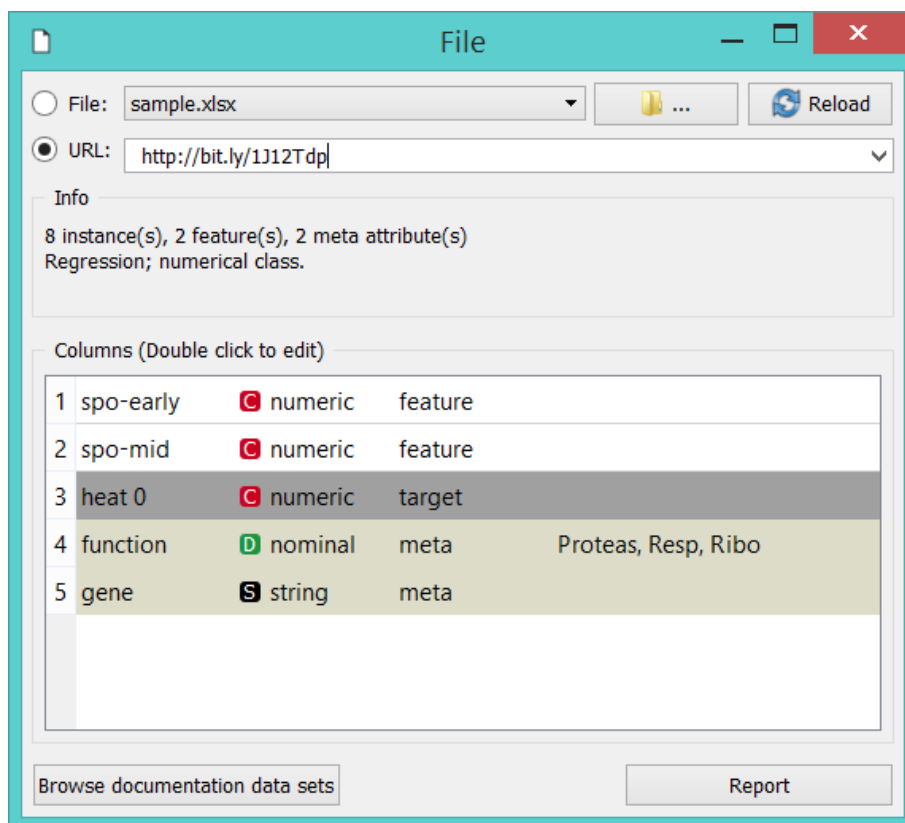 File
File: sample.xlsx ... Reload
URL: http://bit.ly/1J12Tdp
Info
8 instance(s), 2 feature(s), 2 meta attribute(s)
Regression; numerical class.
Columns (Double click to edit)
1 spo-early C numeric feature
2 spo-mid C numeric feature
3 heat 0 C numeric target
4 function D nominal meta Proteas, Resp, Ribo
5 gene S string meta
Browse documentation data sets Report